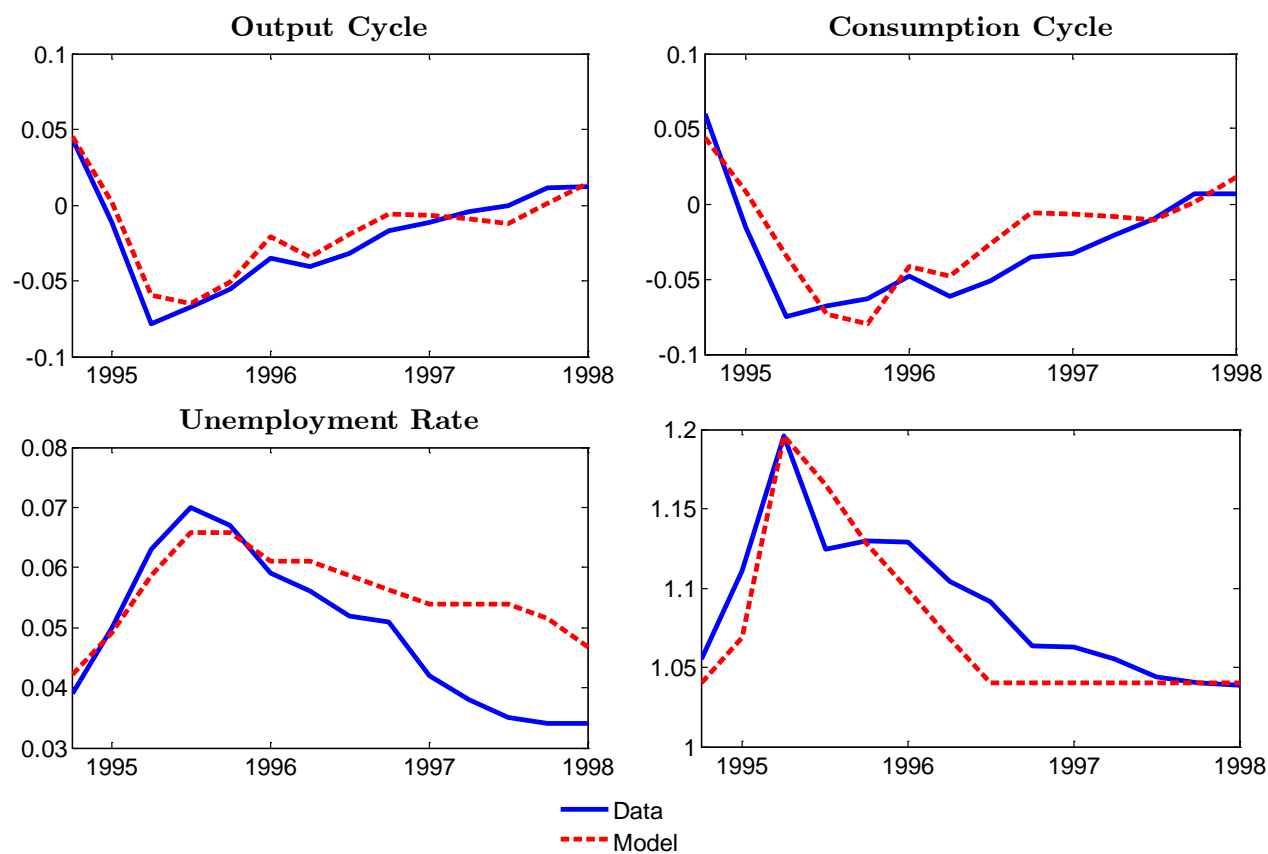 Output Cycle
0.1
0.05
0
-0.05
-0.1
1995 1996 1997 1998
Consumption Cycle
0.1
0.05
0
-0.05
-0.1
1995 1996 1997 1998
Unemployment Rate
0.08
0.07
0.06
0.05
0.04
0.03
1995 1996 1997 1998
1.2
1.15
1.1
1.05
1
1995 1996 1997 1998
Data
Model